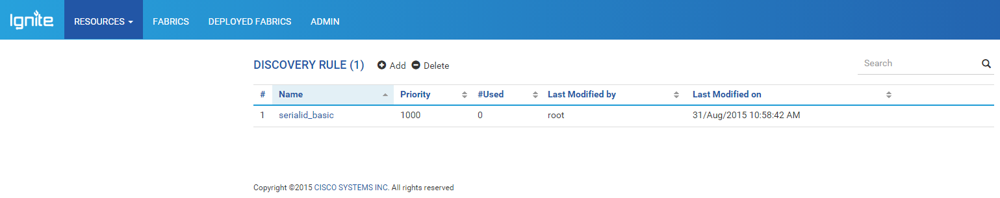 Ignite RESOURCES FABRICS DEPLOYED FABRICS ADMIN
DISCOVERY RULE (1) Add Delete Search
# Name Priority #Used Last Modified by Last Modified on
1 serialid_basic 1000 0 root 31/Aug/2015 10:58:42 AM
Copyright ©2015 CISCO SYSTEMS INC. All rights reserved